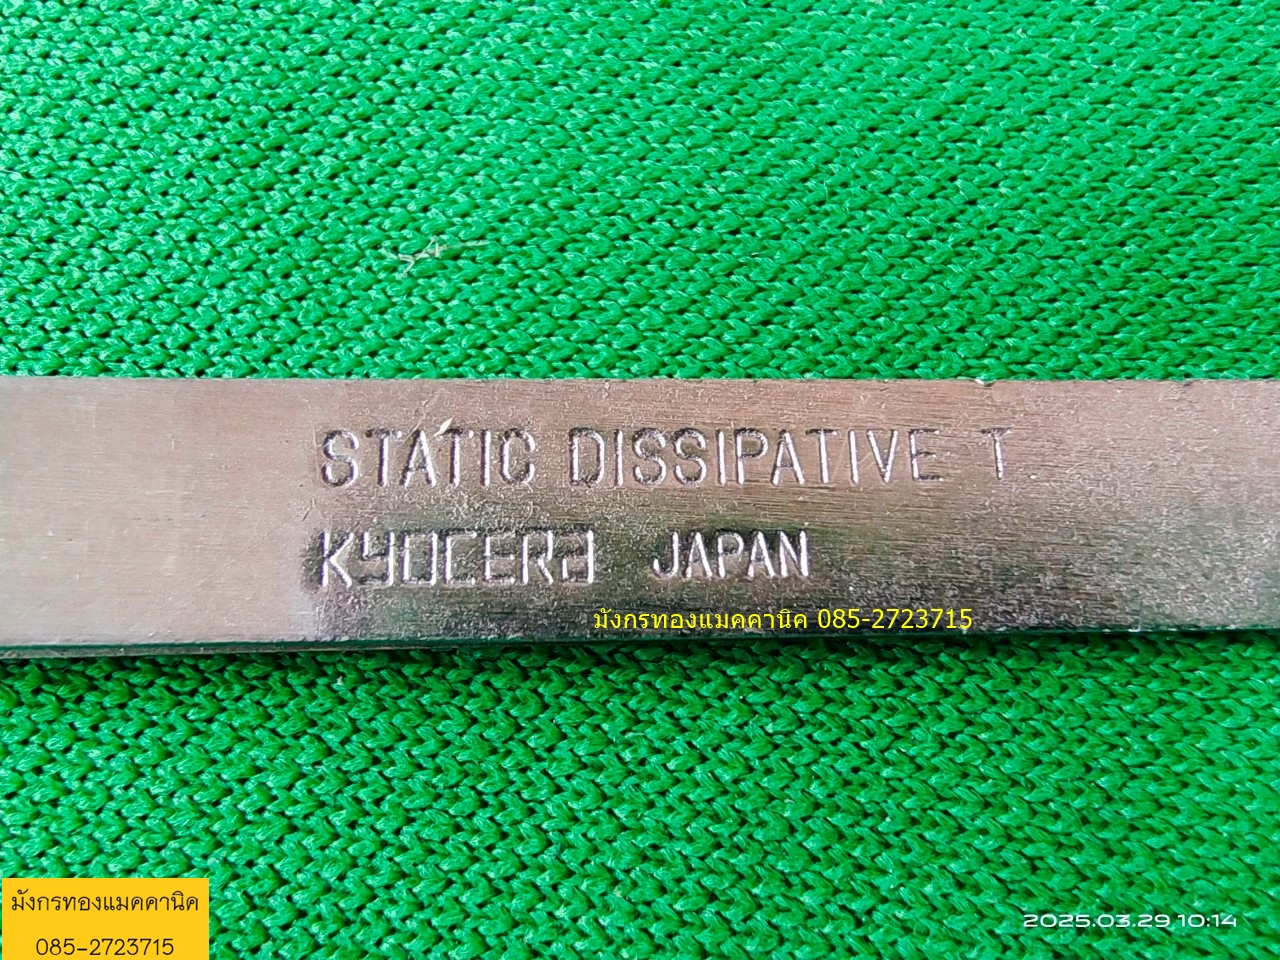 STATIC DISSIPATIVE T
KYOCERA JAPAN
มังกรทองแมคคานิค 085-2723715
มังกรทองแมคคานิค
085-2723715
2025.03.29 10:14